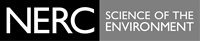 NERC
SCIENCE OF THE
ENVIRONMENT